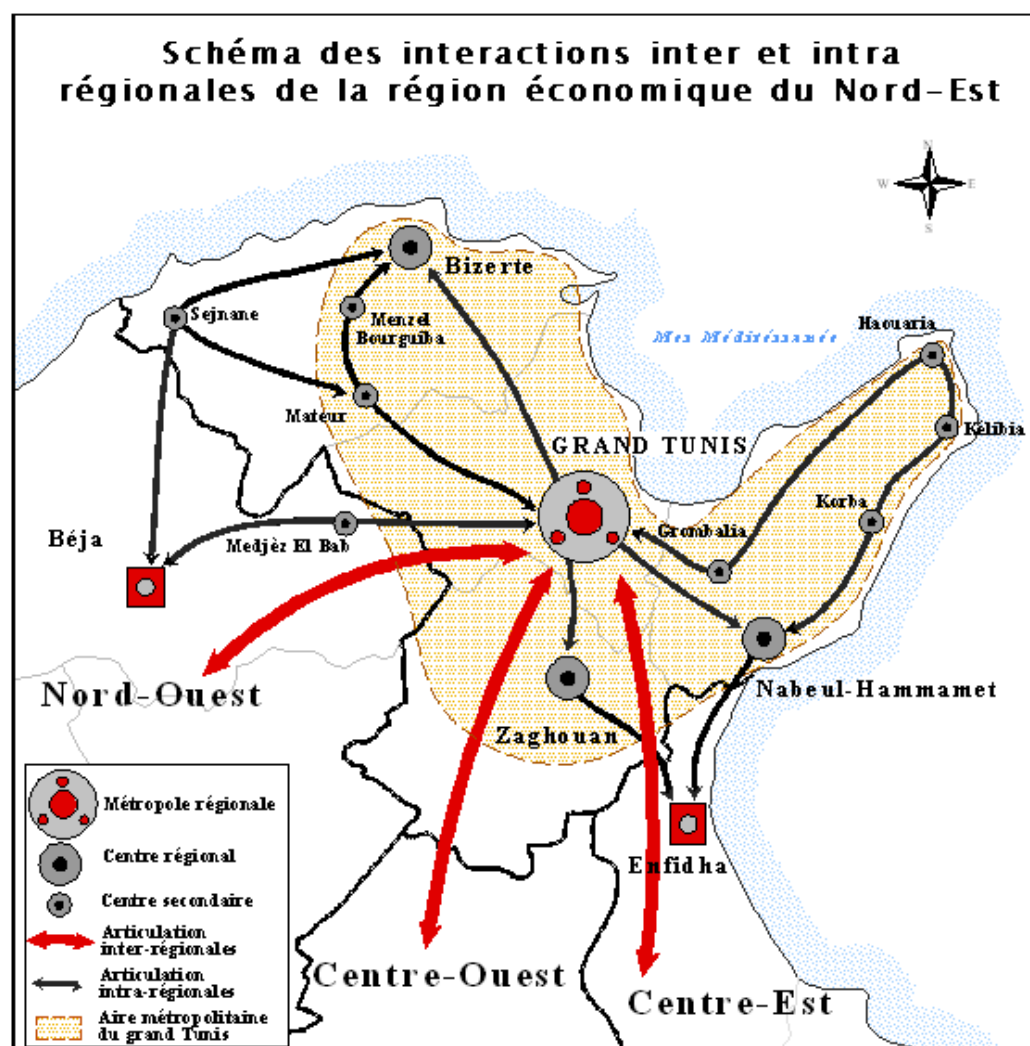 Schéma des interactions inter et intra
régionales de la région économique du Nord-Est
N
W
E
S
Bizerte
Sejnane
Menzel
Bourguiba
Haouaria
Mer Méditérranée
Mateur
Kélibia
GRAND TUNIS
Korba
Béja
Medjèz El Bab
Grombalia
Nord-Ouest
Nabeul-Hammamet
Zaghouan
Enfidha
Centre-Ouest
Centre-Est
Métropole régionale
Centre régional
Centre secondaire
Articulation
inter-régionales
Articulation
intra-régionales
Aire métropolitaine
du grand Tunis